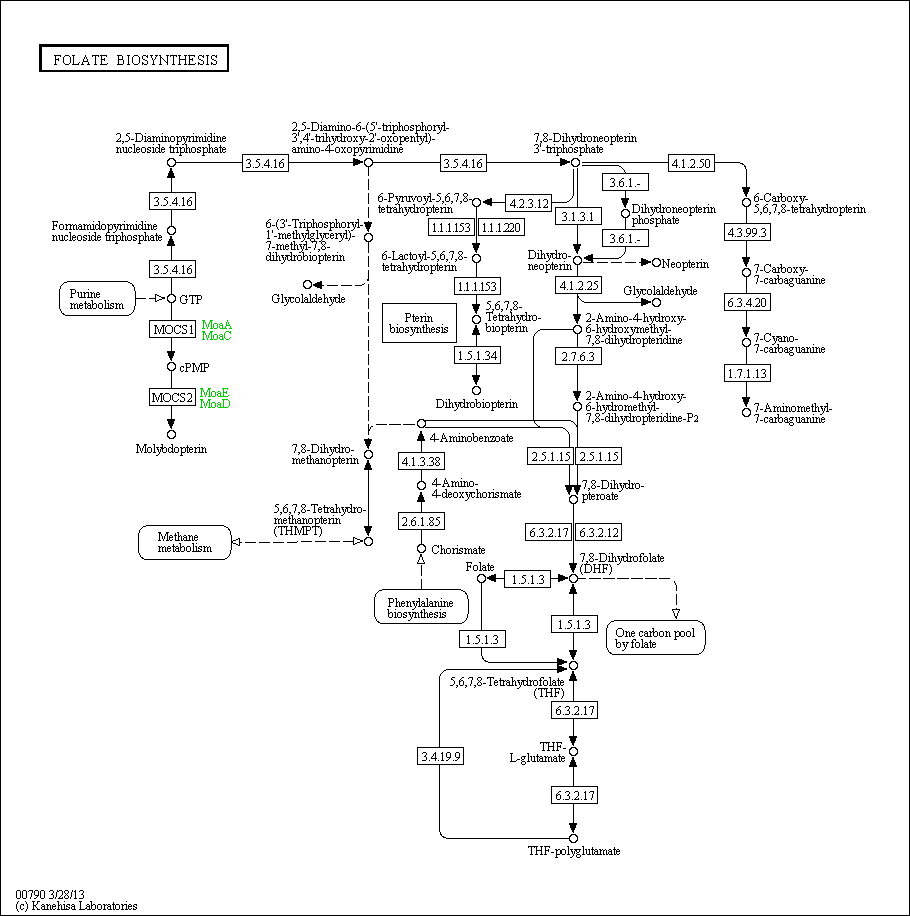 FOLATE BIOSYNTHESIS
2,5-Diaminopyrimidine
nucleoside triphosphate
2,5-Diamino-6-(5'-triphosphoryl-
3',4'-trihydroxy-2'-oxopentyl)-
amino-4-oxopyrimidine
7,8-Dihydroneopterin
3'-triphosphate
3.5.4.16
3.5.4.16
4.1.2.50
3.6.1.-
3.5.4.16
6-Pyruvoyl-5,6,7,8-
tetrahydropterin
4.2.3.12
3.1.3.1
Dihydroneopterin
phosphate
6-Carboxy-
5,6,7,8-tetrahydropterin
Formamidopyrimidine
nucleoside triphosphate
6-(3'-Triphosphoryl-
1'-methylglyceryl)-
7-methyl-7,8-
dihydrobiopterin
1.1.1.153
1.1.1.220
3.6.1.-
4.3.99.3
3.5.4.16
6-Lactoyl-5,6,7,8-
tetrahydropterin
Dihydro-
neopterin
Neopterin
7-Carboxy-
7-carbaguanine
Purine
metabolism
GTP
Glycolaldehyde
1.1.1.153
4.1.2.25
Glycolaldehyde
6.3.4.20
MOCS1
MoaA
MoaC
Pterin
biosynthesis
5,6,7,8-
Tetrahydro-
biopterin
2-Amino-4-hydroxy-
6-hydroxymethyl-
7,8-dihydropteridine
7-Cyano-
7-carbaguanine
cPMP
1.5.1.34
2.7.6.3
1.7.1.13
MOCS2
MoaE
MoaD
Dihydrobiopterin
2-Amino-4-hydroxy-
6-hydromethyl-
7,8-dihydropteridine-P2
7-Aminomethyl-
7-carbaguanine
Molybdopterin
7,8-Dihydro-
methanopterin
4-Aminobenzoate
4.1.3.38
2.5.1.15
2.5.1.15
4-Amino-
4-deoxychorismate
7,8-Dihydro-
pteroate
5,6,7,8-Tetrahydro-
methanopterin
(THMPT)
2.6.1.85
6.3.2.17
6.3.2.12
Methane
metabolism
Chorismate
7,8-Dihydrofolate
(DHF)
Folate
1.5.1.3
Phenylalanine
biosynthesis
1.5.1.3
1.5.1.3
One carbon pool
by folate
5,6,7,8-Tetrahydrofolate
(THF)
6.3.2.17
3.4.19.9
THF-
L-glutamate
6.3.2.17
THF-polyglutamate
00790 3/28/13
(c) Kanehisa Laboratories